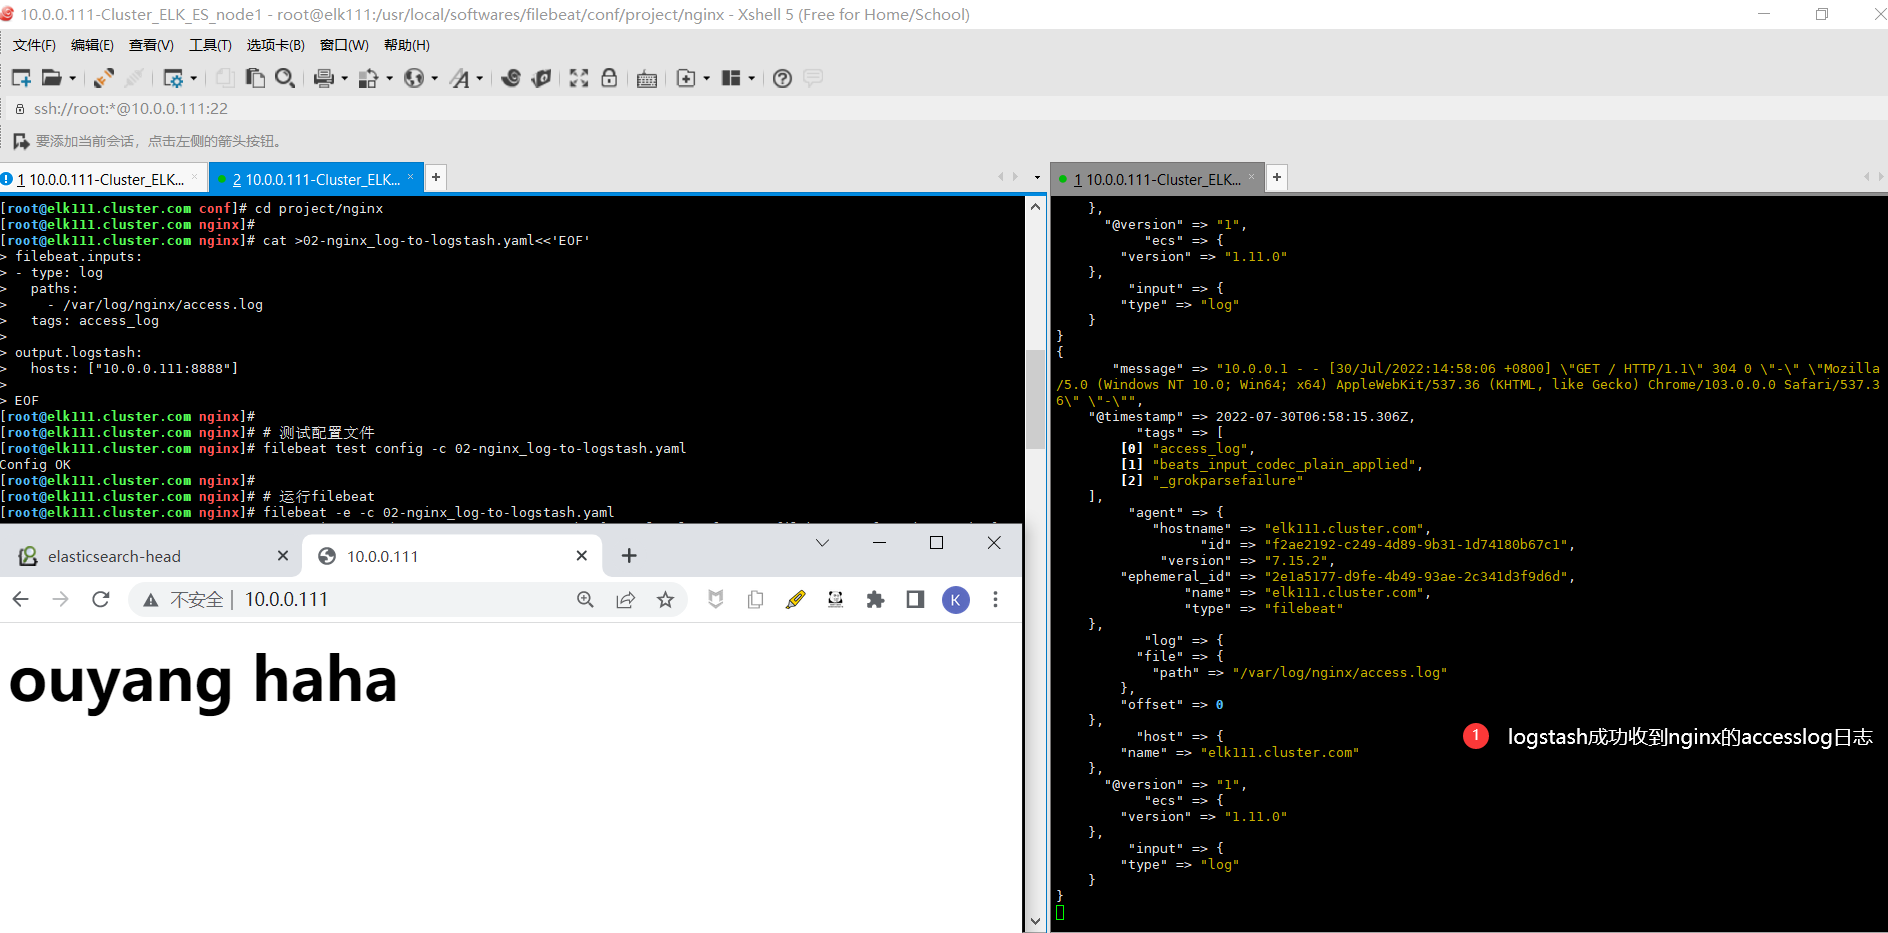 10.0.0.111-Cluster_ELK_ES_node1 - root@elk111:/usr/local/softwares/filebeat/conf/project/nginx - Xshell 5 (Free for Home/School)
文件(F) 编辑(E) 查看(V) 工具(T) 选项卡(B) 窗口(W) 帮助(H)
ssh://root:*@10.0.0.111:22
要添加当前会话，点击左侧的箭头按钮。
1 10.0.0.111-Cluster_ELK...
2 10.0.0.111-Cluster_ELK...
[root@elk111.cluster.com conf]# cd project/nginx
[root@elk111.cluster.com nginx]#
[root@elk111.cluster.com nginx]# cat >02-nginx_log-to-logstash.yaml<<'EOF'
> filebeat.inputs:
> - type: log
>   paths:
>     - /var/log/nginx/access.log
>   tags: access_log
>
> output.logstash:
>   hosts: ["10.0.0.111:8888"]
>
> EOF
[root@elk111.cluster.com nginx]#
[root@elk111.cluster.com nginx]# # 测试配置文件
[root@elk111.cluster.com nginx]# filebeat test config -c 02-nginx_log-to-logstash.yaml
Config OK
[root@elk111.cluster.com nginx]#
[root@elk111.cluster.com nginx]# # 运行filebeat
[root@elk111.cluster.com nginx]# filebeat -e -c 02-nginx_log-to-logstash.yaml
elasticsearch-head
10.0.0.111
不安全 | 10.0.0.111
K
ouyang haha
1 10.0.0.111-Cluster_ELK...
},
"@version" => "1",
"ecs" => {
"version" => "1.11.0"
},
"input" => {
"type" => "log"
}
}
{
"message" => "10.0.0.1 - - [30/Jul/2022:14:58:06 +0800] \"GET / HTTP/1.1\" 304 0 \"-\" \"Mozilla
/5.0 (Windows NT 10.0; Win64; x64) AppleWebKit/537.36 (KHTML, like Gecko) Chrome/103.0.0.0 Safari/537.3
6\" \"-\"",
"@timestamp" => 2022-07-30T06:58:15.306Z,
"tags" => [
[0] "access_log",
[1] "beats_input_codec_plain_applied",
[2] "_grokparsefailure"
],
"agent" => {
"hostname" => "elk111.cluster.com",
"id" => "f2ae2192-c249-4d89-9b31-1d74180b67c1",
"version" => "7.15.2",
"ephemeral_id" => "2e1a5177-d9fe-4b49-93ae-2c341d3f9d6d",
"name" => "elk111.cluster.com",
"type" => "filebeat"
},
"log" => {
"file" => {
"path" => "/var/log/nginx/access.log"
},
"offset" => 0
},
"host" => {
"name" => "elk111.cluster.com"
},
"@version" => "1",
"ecs" => {
"version" => "1.11.0"
},
"input" => {
"type" => "log"
}
}
1 logstash成功收到nginx的accesslog日志